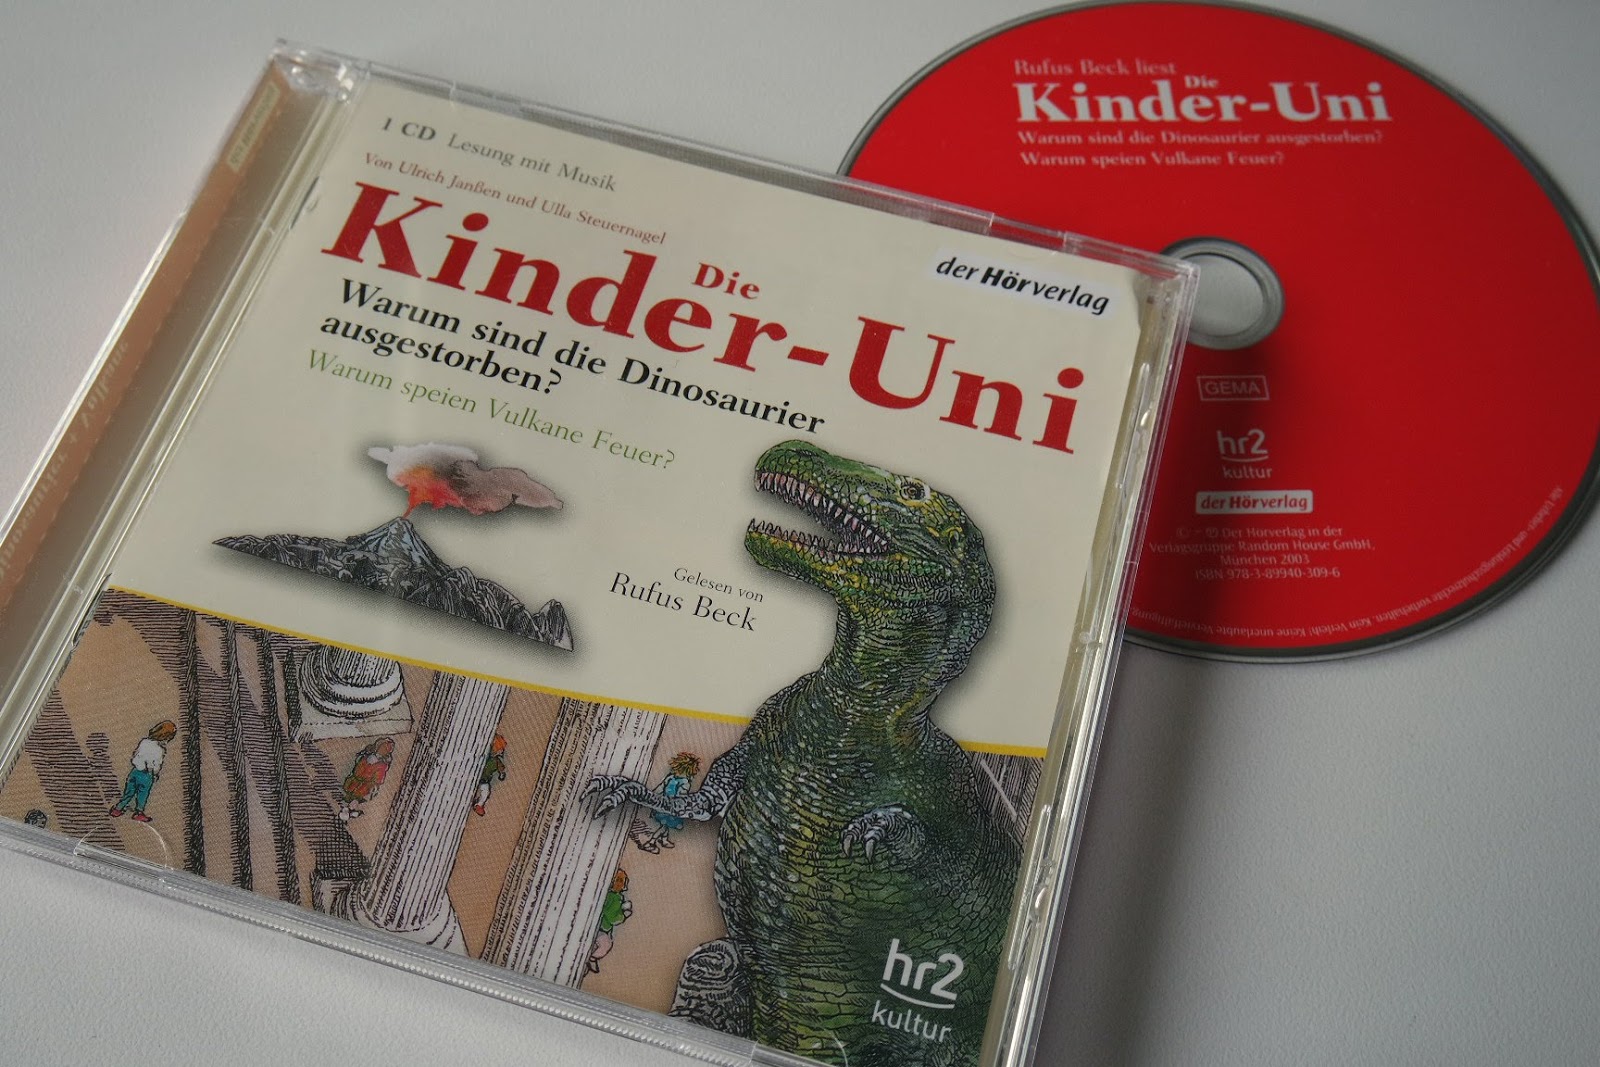 1 CD Lesung mit Musik
Von Ulrich Janßen und Ulla Steuernagel
Die
Kinder-Uni
der Hörverlag
Warum sind die Dinosaurier
ausgestorben?
Warum speien Vulkane Feuer?
Gelesen von
Rufus Beck
hr2
kultur
Rufus Beck liest
Die
Kinder-Uni
Warum sind die Dinosaurier ausgestorben?
Warum speien Vulkane Feuer?
GEMA
hr2
kultur
der Hörverlag
Der Hörverlag in der
Verlagsgruppe Random House GmbH,
München 2003
ISBN 978-3-89940-309-6